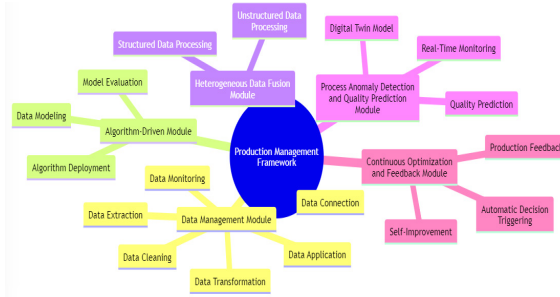 Unstructured Data
Processing
Structured Data Processing
Heterogeneous Data Fusion
Module
Digital Twin Model
Real-Time Monitoring
Process Anomaly Detection
and Quality Prediction
Module
Quality Prediction
Model Evaluation
Data Modeling
Algorithm-Driven Module
Algorithm Deployment
Production Management
Framework
Production Feedback
Continuous Optimization
and Feedback Module
Automatic Decision
Triggering
Self-Improvement
Data Monitoring
Data Connection
Data Extraction
Data Management Module
Data Cleaning
Data Application
Data Transformation